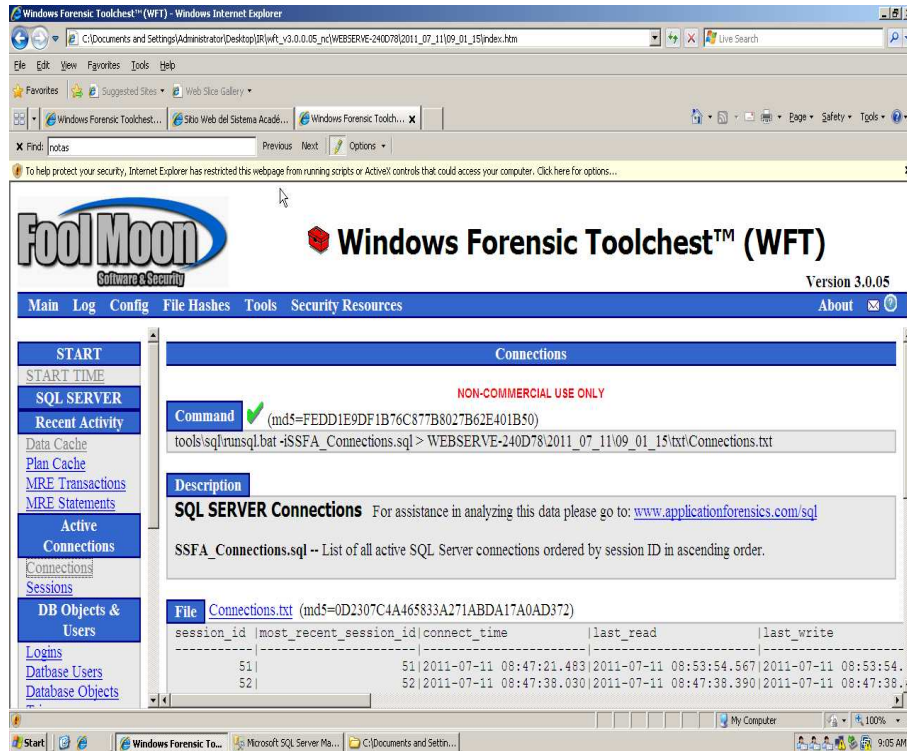 Windows Forensic Toolchest™ (WFT) - Windows Internet Explorer
C:\Documents and Settings\Administrator\Desktop\IR\wft_v3.0.0.05_nc\WEBSERVE-240D78\2011_07_11\09_01_15\index.htm
Live Search
File Edit View Favorites Tools Help
Favorites Suggested Sites Web Slice Gallery
Windows Forensic Toolchest... Sitio Web del Sistema Acadé... Windows Forensic Toolch... X
Page Safety Tools
X Find: notas Previous Next Options
To help protect your security, Internet Explorer has restricted this webpage from running scripts or ActiveX controls that could access your computer. Click here for options...
Fool Moon
Software & Security
Windows Forensic Toolchest™ (WFT)
Version 3.0.05
Main Log Config File Hashes Tools Security Resources About
START
START TIME
SQL SERVER
Recent Activity
Data Cache
Plan Cache
MRE Transactions
MRE Statements
Active
Connections
Connections
Sessions
DB Objects &
Users
Logins
Datbase Users
Database Objects
Connections
NON-COMMERCIAL USE ONLY
Command (md5=FEDD1E9DF1B76C877B8027B62E401B50)
tools\sql\runsql.bat -iSSFA_Connections.sql > WEBSERVE-240D78\2011_07_11\09_01_15\txt\Connections.txt
Description
SQL SERVER Connections For assistance in analyzing this data please go to: www.applicationforensics.com/sql
SSFA_Connections.sql -- List of all active SQL Server connections ordered by session ID in ascending order.
File Connections.txt (md5=0D2307C4A465833A271ABDA17A0AD372)
session_id |most_recent_session_id|connect_time |last_read |last_write
51| 51|2011-07-11 08:47:21.483|2011-07-11 08:53:54.567|2011-07-11 08:53:54.
52| 52|2011-07-11 08:47:38.030|2011-07-11 08:47:38.390|2011-07-11 08:47:38.
My Computer 100%
Start Windows Forensic To... Microsoft SQL Server Ma... C:\Documents and Settin... 9:05 AM